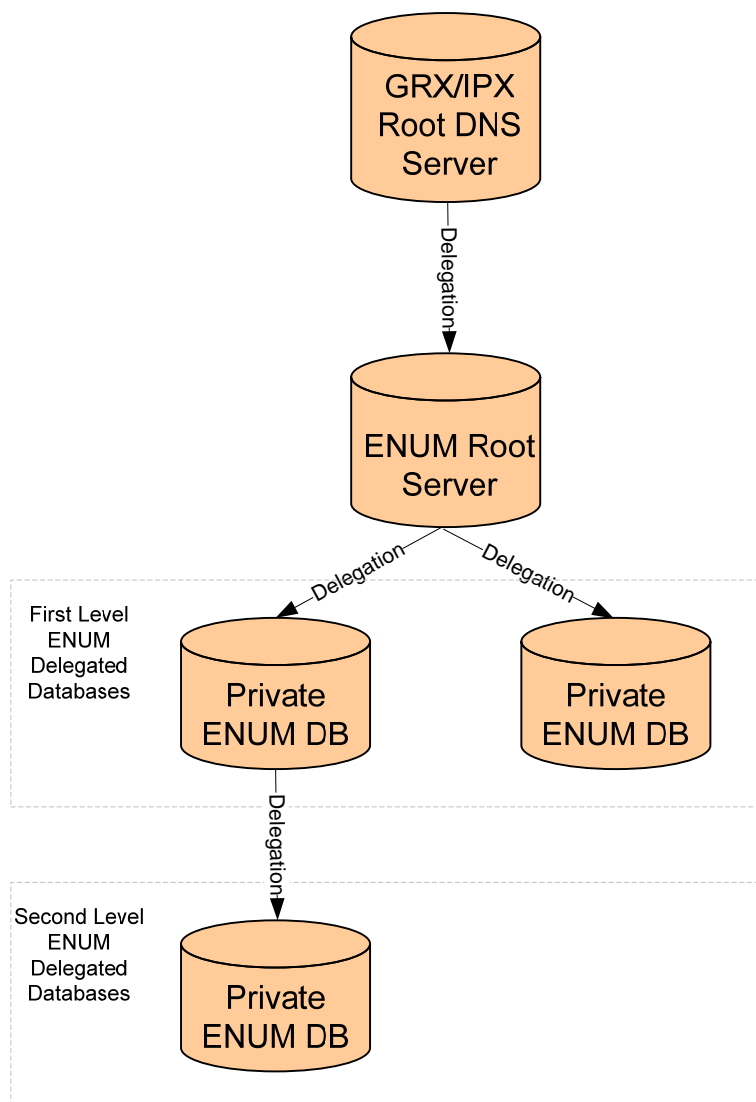 GRX/IPX
Root DNS
Server
Delegation
ENUM Root
Server
Delegation
Delegation
First Level
ENUM
Delegated
Databases
Private
ENUM DB
Private
ENUM DB
Delegation
Second Level
ENUM
Delegated
Databases
Private
ENUM DB